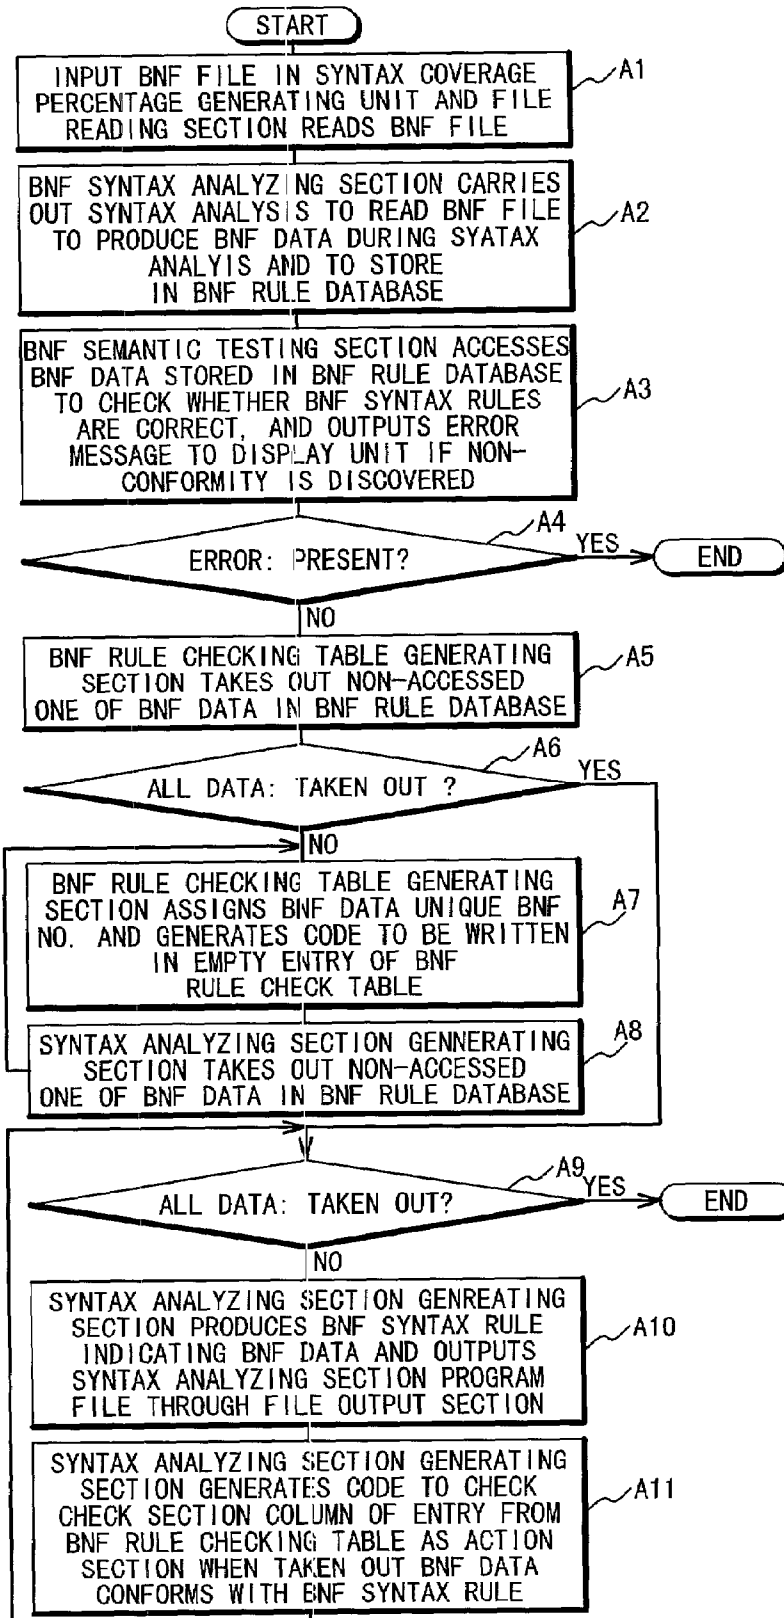 START
INPUT BNF FILE IN SYNTAX COVERAGE
PERCENTAGE GENERATING UNIT AND FILE
READING SECTION READS BNF FILE
A1
BNF SYNTAX ANALYZING SECTION CARRIES
OUT SYNTAX ANALYSIS TO READ BNF FILE
TO PRODUCE BNF DATA DURING SYATAX
ANALYIS AND TO STORE
IN BNF RULE DATABASE
A2
BNF SEMANTIC TESTING SECTION ACCESSES
BNF DATA STORED IN BNF RULE DATABASE
TO CHECK WHETHER BNF SYNTAX RULES
ARE CORRECT, AND OUTPUTS ERROR
MESSAGE TO DISPLAY UNIT IF NON-
CONFORMITY IS DISCOVERED
A3
A4
ERROR: PRESENT?
YES
END
NO
BNF RULE CHECKING TABLE GENERATING
SECTION TAKES OUT NON-ACCESSED
ONE OF BNF DATA IN BNF RULE DATABASE
A5
A6
ALL DATA: TAKEN OUT ?
YES
NO
BNF RULE CHECKING TABLE GENERATING
SECTION ASSIGNS BNF DATA UNIQUE BNF
NO. AND GENERATES CODE TO BE WRITTEN
IN EMPTY ENTRY OF BNF
RULE CHECK TABLE
A7
SYNTAX ANALYZING SECTION GENNERATING
SECTION TAKES OUT NON-ACCESSED
ONE OF BNF DATA IN BNF RULE DATABASE
A8
A9
ALL DATA: TAKEN OUT?
YES
END
NO
SYNTAX ANALYZING SECTION GENREATING
SECTION PRODUCES BNF SYNTAX RULE
INDICATING BNF DATA AND OUTPUTS
SYNTAX ANALYZING SECTION PROGRAM
FILE THROUGH FILE OUTPUT SECTION
A10
SYNTAX ANALYZING SECTION GENERATING
SECTION GENERATES CODE TO CHECK
CHECK SECTION COLUMN OF ENTRY FROM
BNF RULE CHECKING TABLE AS ACTION
SECTION WHEN TAKEN OUT BNF DATA
CONFORMS WITH BNF SYNTAX RULE
A11